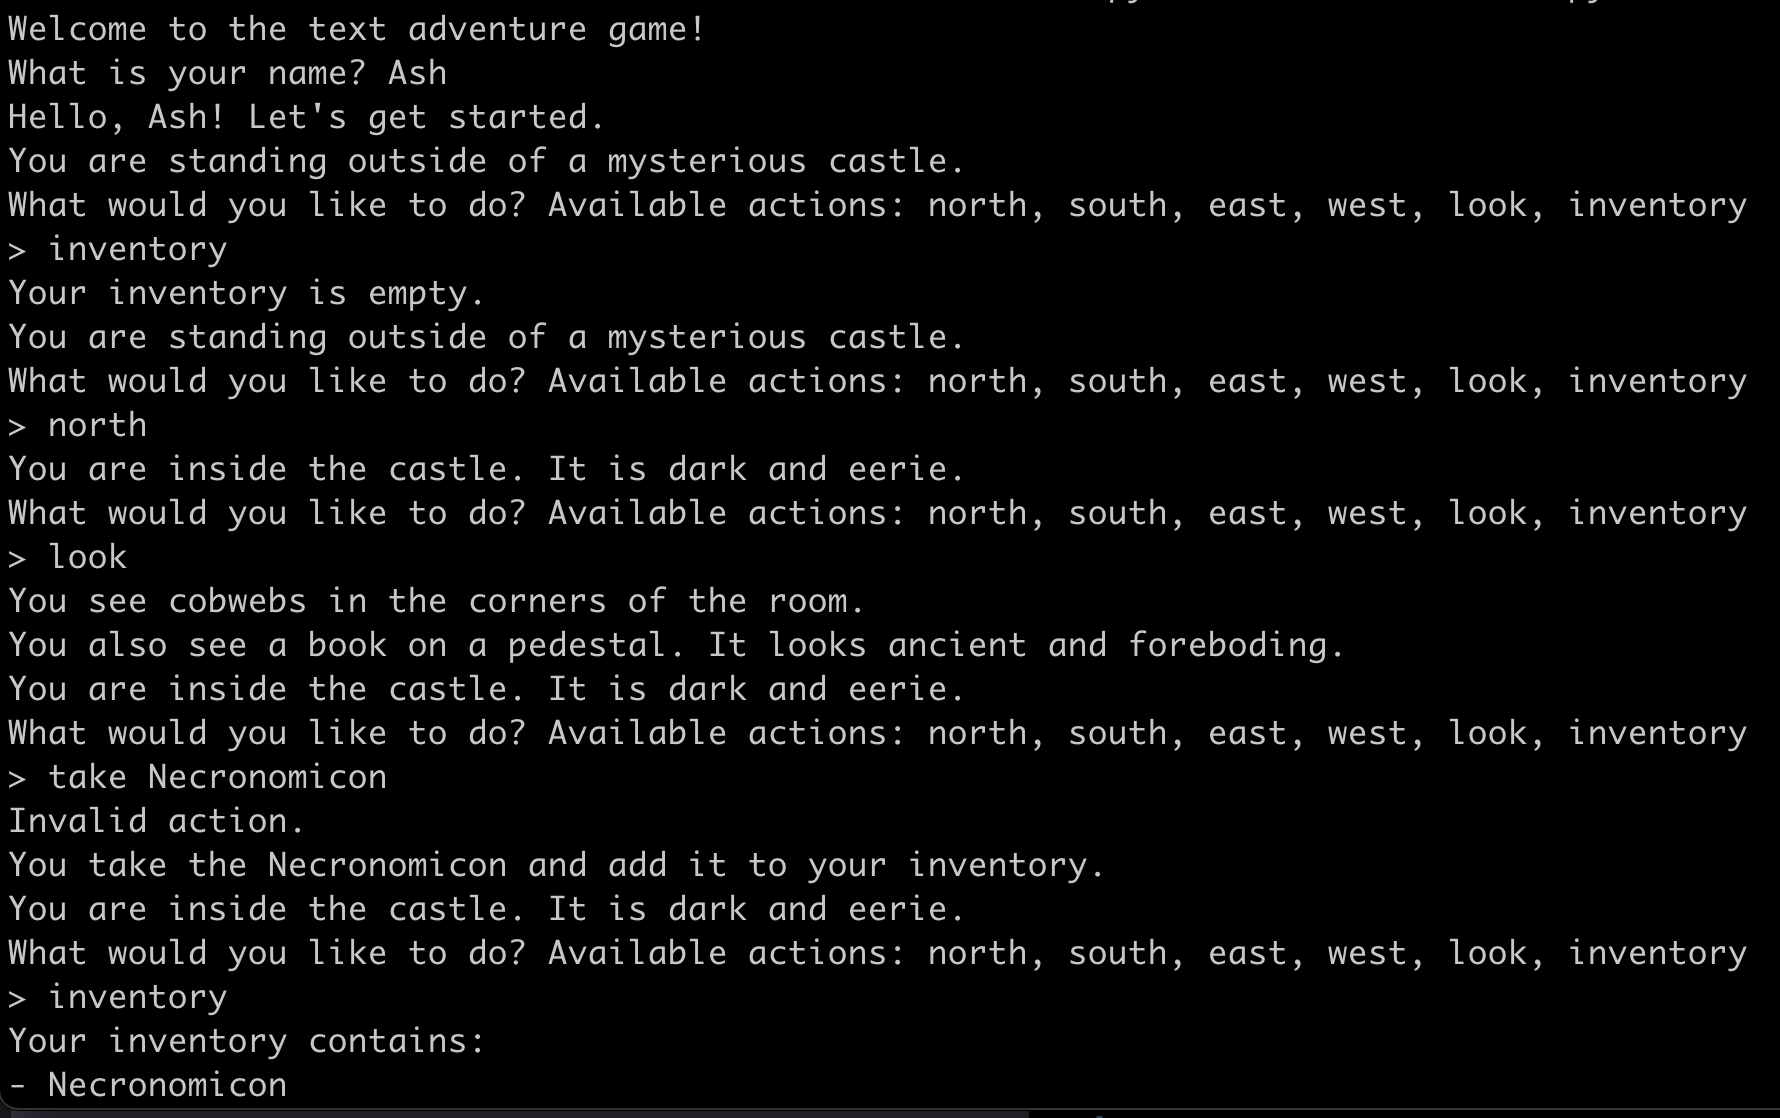 Welcome to the text adventure game!
What is your name? Ash
Hello, Ash! Let's get started.
You are standing outside of a mysterious castle.
What would you like to do? Available actions: north, south, east, west, look, inventory
> inventory
Your inventory is empty.
You are standing outside of a mysterious castle.
What would you like to do? Available actions: north, south, east, west, look, inventory
> north
You are inside the castle. It is dark and eerie.
What would you like to do? Available actions: north, south, east, west, look, inventory
> look
You see cobwebs in the corners of the room.
You also see a book on a pedestal. It looks ancient and foreboding.
You are inside the castle. It is dark and eerie.
What would you like to do? Available actions: north, south, east, west, look, inventory
> take Necronomicon
Invalid action.
You take the Necronomicon and add it to your inventory.
You are inside the castle. It is dark and eerie.
What would you like to do? Available actions: north, south, east, west, look, inventory
> inventory
Your inventory contains:
- Necronomicon